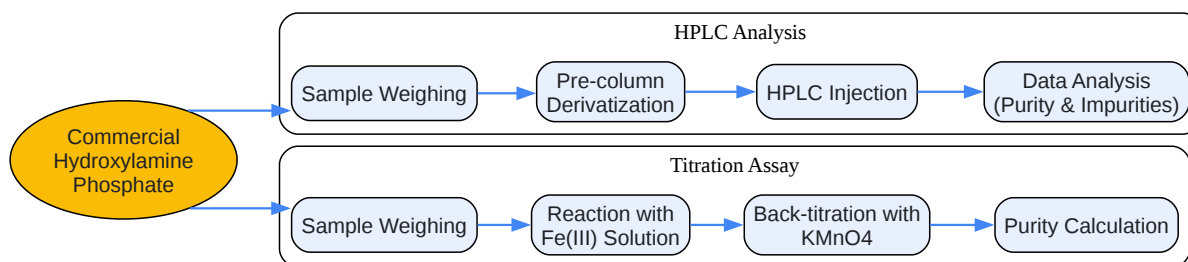 HPLC Analysis
Sample Weighing
Pre-column
Derivatization
HPLC Injection
Data Analysis
(Purity & Impurities)
Commercial
Hydroxylamine
Phosphate
Titration Assay
Sample Weighing
Reaction with
Fe(III) Solution
Back-titration with
KMnO4
Purity Calculation